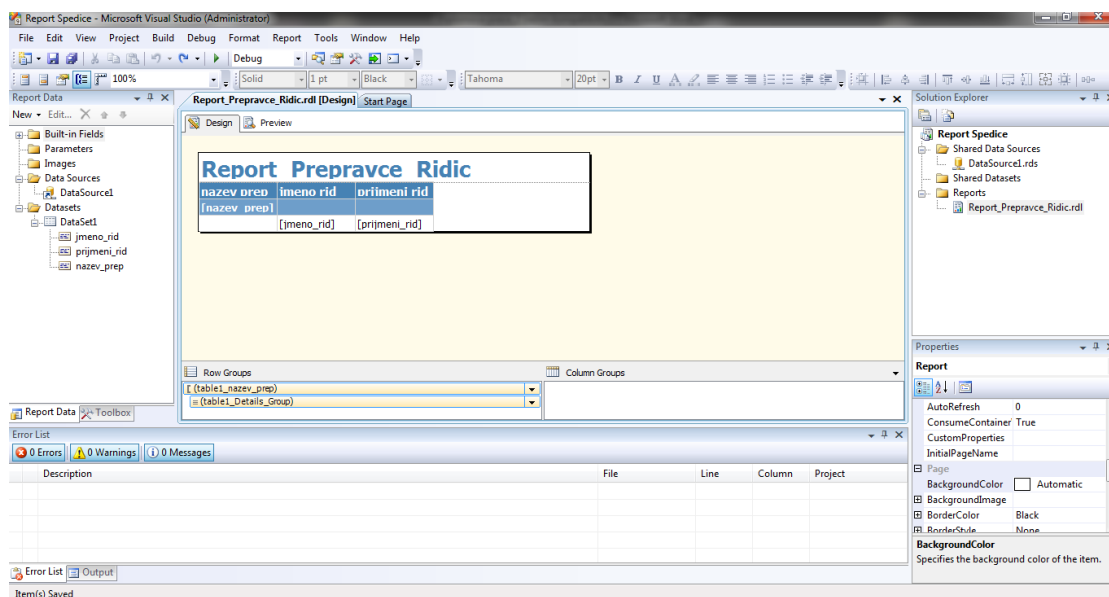 Report Spedice - Microsoft Visual Studio (Administrator)
File Edit View Project Build Debug Format Report Tools Window Help
Debug
100% Solid 1 pt Black Tahoma 20pt B I U A
Report Data
New Edit...
Built-in Fields
Parameters
Images
Data Sources
DataSource1
Datasets
DataSet1
jmeno_rid
prijmeni_rid
nazev_prep
Report Data Toolbox
Report_Prepravce_Ridic.rdl [Design] Start Page
Design Preview
Report Prepravce Ridic
nazev prep jmeno rid prijmeni rid
[nazev_prep]
[jmeno_rid] [prijmeni_rid]
Row Groups Column Groups
(table1_nazev_prep)
(table1_Details_Group)
Solution Explorer
Report Spedice
Shared Data Sources
DataSource1.rds
Shared Datasets
Reports
Report_Prepravce_Ridic.rdl
Properties
Report
AutoRefresh 0
ConsumeContainer True
CustomProperties
InitialPageName
Page
BackgroundColor Automatic
BackgroundImage
BorderColor Black
BorderStyle None
BackgroundColor
Specifies the background color of the item.
Error List
0 Errors 0 Warnings 0 Messages
Description File Line Column Project
Error List Output
Item(s) Saved